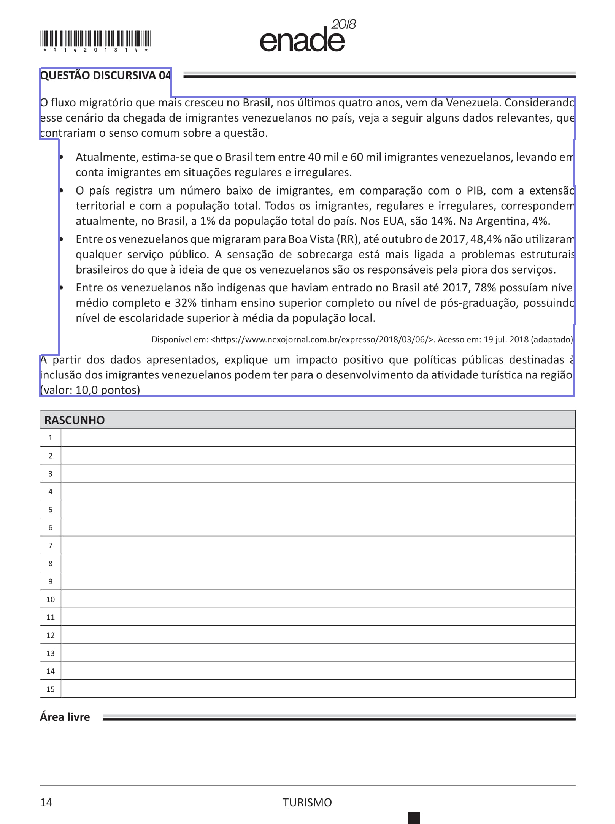 *R1420181 4*
enade 2018
QUESTÃO DISCURSIVA 04
O fluxo migratório que mais cresceu no Brasil, nos últimos quatro anos, vem da Venezuela. Considerando
esse cenário da chegada de imigrantes venezuelanos no país, veja a seguir alguns dados relevantes, que
contrariam o senso comum sobre a questão.
• Atualmente, estima-se que o Brasil tem entre 40 mil e 60 mil imigrantes venezuelanos, levando em
conta imigrantes em situações regulares e irregulares.
• O país registra um número baixo de imigrantes, em comparação com o PIB, com a extensão
territorial e com a população total. Todos os imigrantes, regulares e irregulares, correspondem
atualmente, no Brasil, a 1% da população total do país. Nos EUA, são 14%. Na Argentina, 4%.
• Entre os venezuelanos que migraram para Boa Vista (RR), até outubro de 2017, 48,4% não utilizaram
qualquer serviço público. A sensação de sobrecarga está mais ligada a problemas estruturais
brasileiros do que à ideia de que os venezuelanos são os responsáveis pela piora dos serviços.
• Entre os venezuelanos não indígenas que haviam entrado no Brasil até 2017, 78% possuíam nível
médio completo e 32% tinham ensino superior completo ou nível de pós-graduação, possuindo
nível de escolaridade superior à média da população local.
Disponível em: <https://www.nexojornal.com.br/expresso/2018/03/06/>. Acesso em: 19 jul. 2018 (adaptado).
A partir dos dados apresentados, explique um impacto positivo que políticas públicas destinadas à
inclusão dos imigrantes venezuelanos podem ter para o desenvolvimento da atividade turística na região.
(valor: 10,0 pontos)
RASCUNHO
1
2
3
4
5
6
7
8
9
10
11
12
13
14
15
Área livre
14 TURISMO